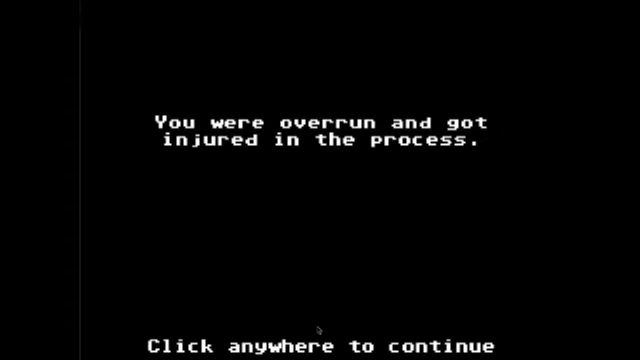 You were overrun and got
injured in the process.
Click anywhere to continue